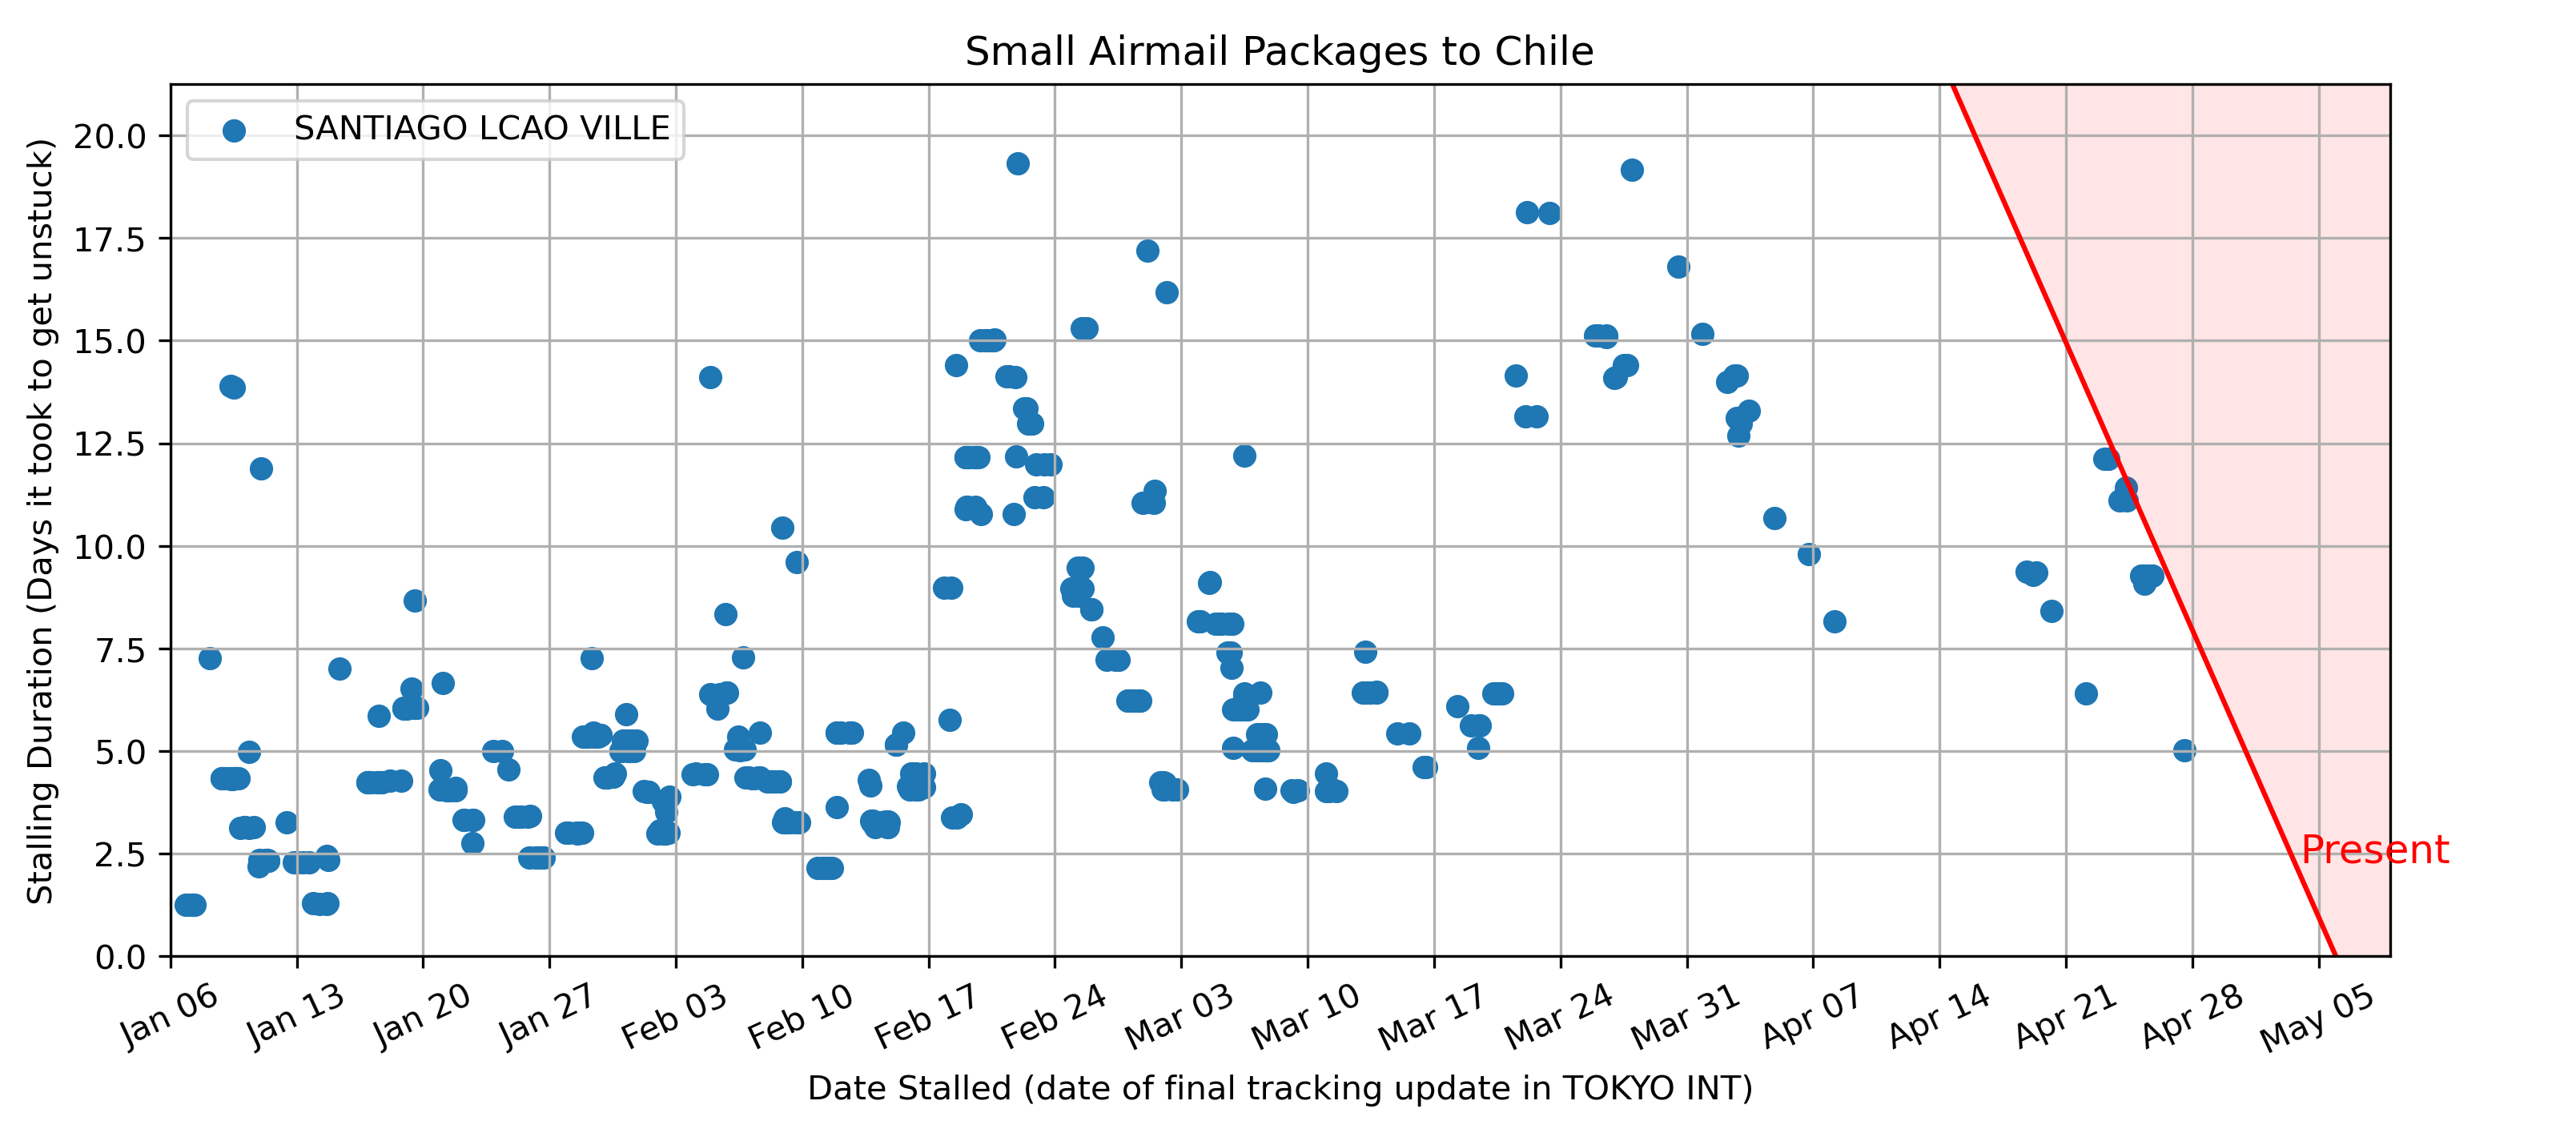 Small Airmail Packages to Chile
SANTIAGO LCAO VILLE
Stalling Duration (Days it took to get unstuck)
20.0
17.5
15.0
12.5
10.0
7.5
5.0
2.5
0.0
Present
Jan 06
Jan 13
Jan 20
Jan 27
Feb 03
Feb 10
Feb 17
Feb 24
Mar 03
Mar 10
Mar 17
Mar 24
Mar 31
Apr 07
Apr 14
Apr 21
Apr 28
May 05
Date Stalled (date of final tracking update in TOKYO INT)